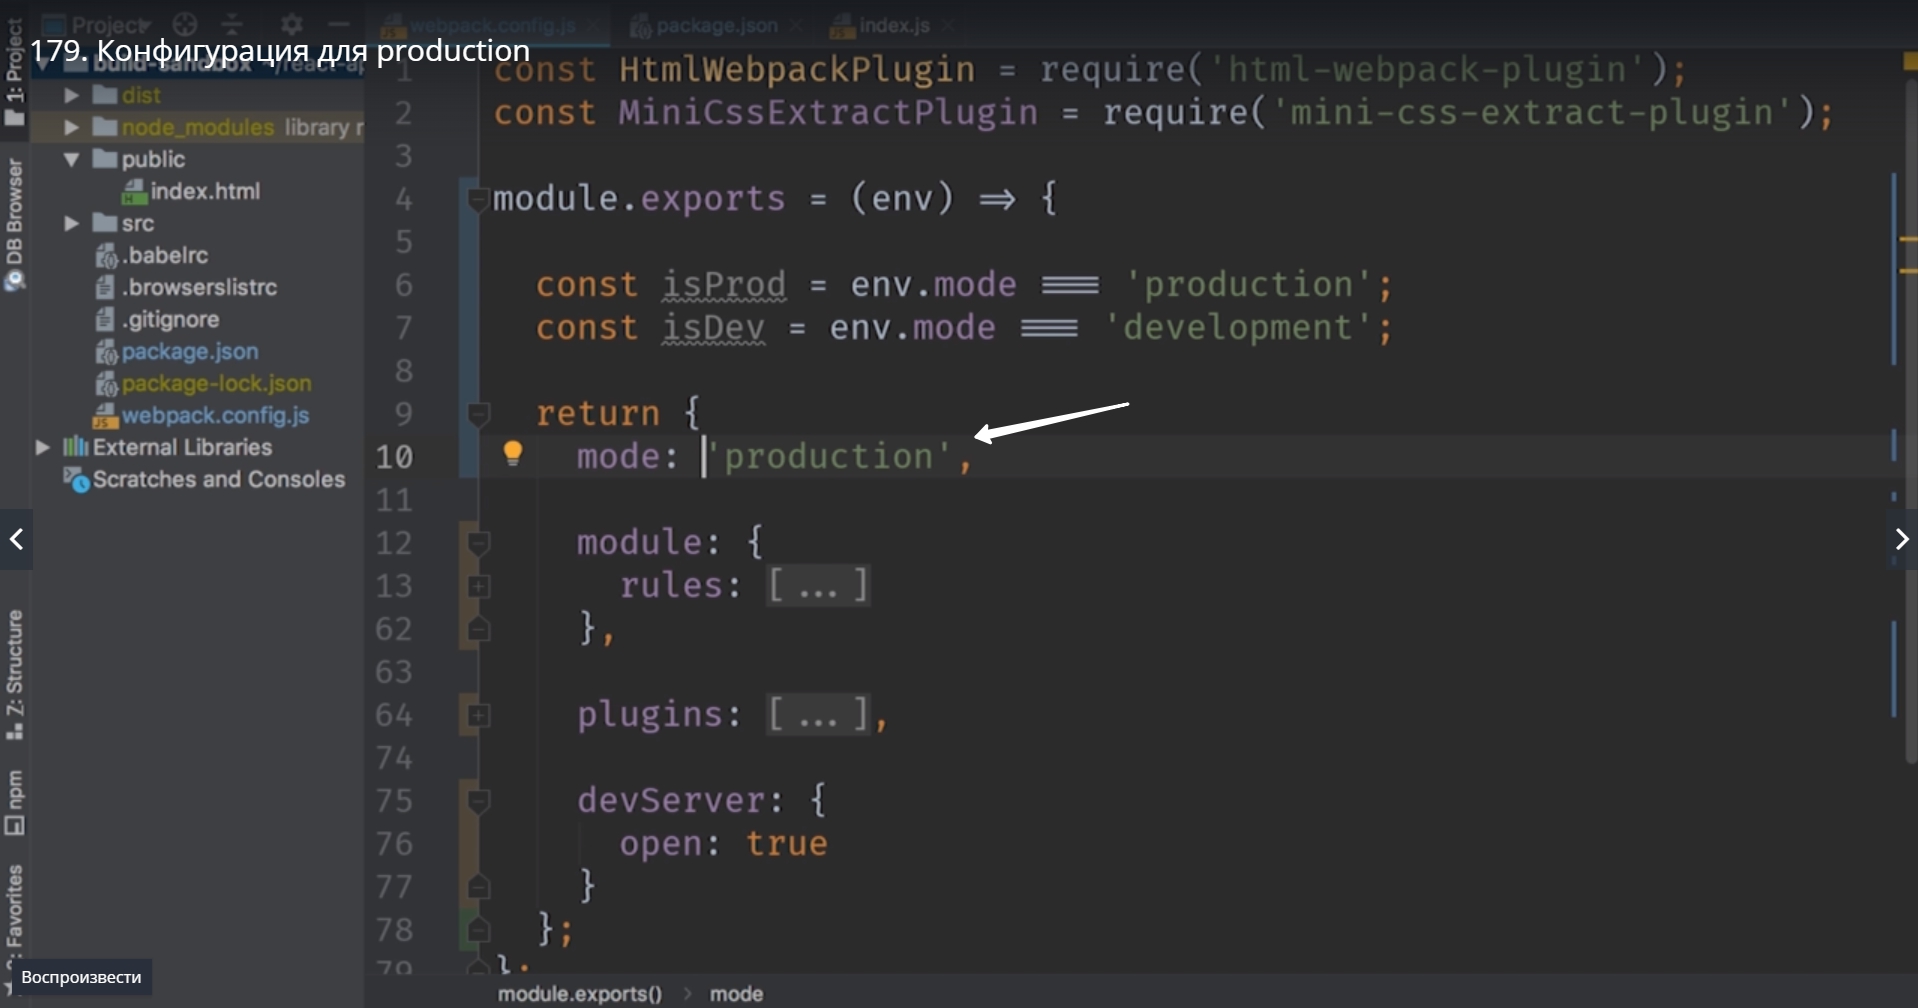 Project
webpack.config.js
package.json
index.js
179. Конфигурация для production
build-sandbox
dist
node_modules library r
public
index.html
src
.babelrc
.browserslistrc
.gitignore
package.json
package-lock.json
webpack.config.js
External Libraries
Scratches and Consoles
1: Project
DB Browser
Z: Structure
npm
Favorites
Воспроизвести
1 const HtmlWebpackPlugin = require('html-webpack-plugin');
2 const MiniCssExtractPlugin = require('mini-css-extract-plugin');
3
4 module.exports = (env) => {
5
6 const isProd = env.mode === 'production';
7 const isDev = env.mode === 'development';
8
9 return {
10 mode: 'production',
11
12 module: {
13 rules: [ ... ]
62 },
63
64 plugins: [ ... ],
74
75 devServer: {
76 open: true
77 }
78 };
79 };
module.exports() > mode